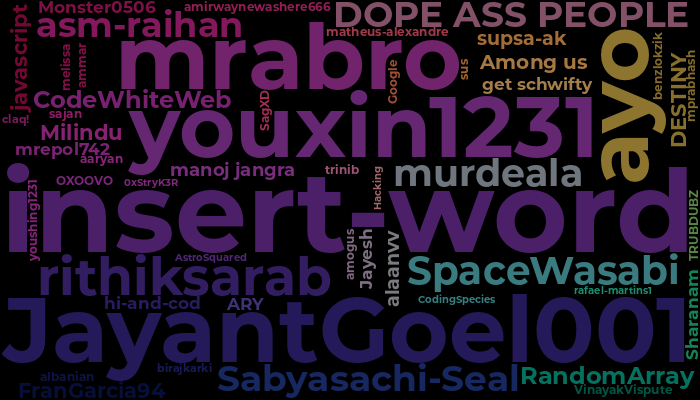 Monster0506
amirwaynewashere666
DOPE ASS PEOPLE
javascript
asm-raihan
matheus-alexandre
supsa-ak
ayo
benzlokzik
mprabhash
DESTINY
melissa
ammar
mrabro
Google
sus
Among us
get schwifty
CodeWhiteWeb
SagXD
youxin1231
claq!
sajan
Milindu
mrepol742
aaryan
manoj jangra
trinib
murdeala
OXOOVO
0xStryK3R
Hacking
youshing1231
insert-word
TRUBDUBZ
AstroSquared
amogus
Jayesh
alaanvv
rithiksarab
SpaceWasabi
rafael-martins1
hi-and-cod
ARY
CodingSpecies
Sharanam
JayantGoel001
birajkarki
albanian
FranGarcia94
Sabyasachi-Seal
RandomArray
VinayakVispute